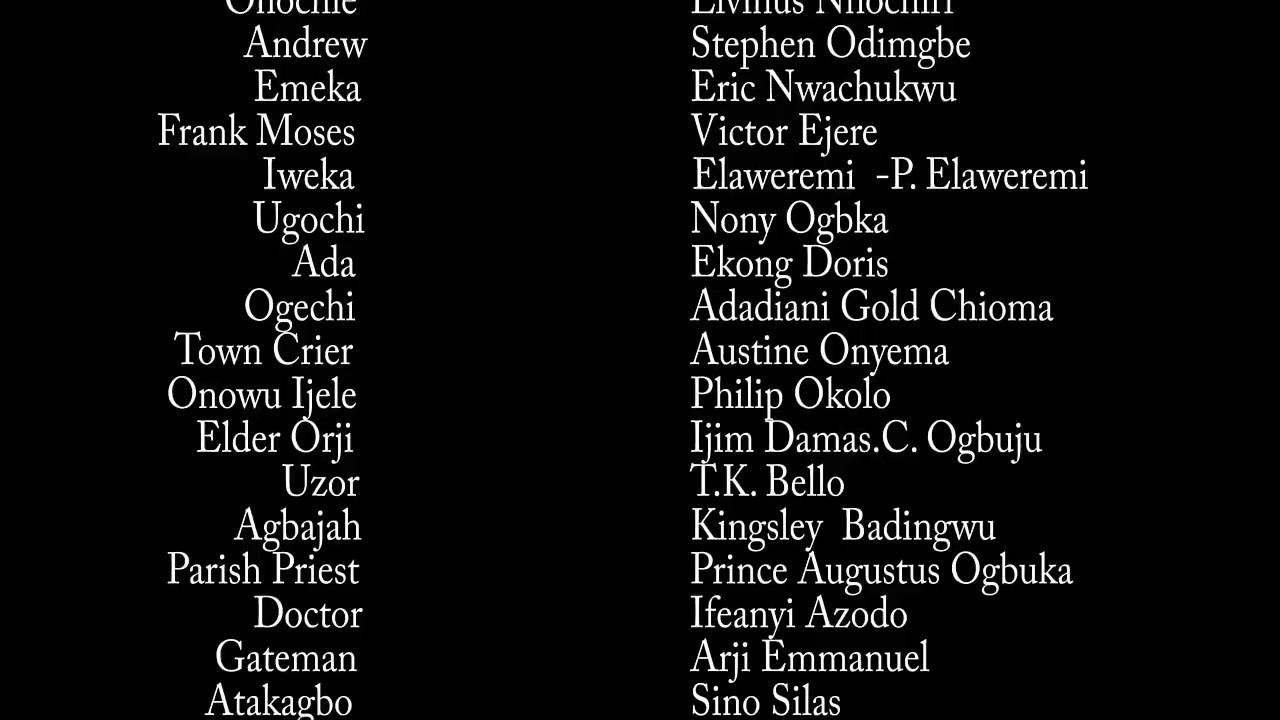 Andrew Stephen Odimgbe
Emeka Eric Nwachukwu
Frank Moses Victor Ejere
Iweka Elaweremi -P. Elaweremi
Ugochi Nony Ogbka
Ada Ekong Doris
Ogechi Adadiani Gold Chioma
Town Crier Austine Onyema
Onowu Ijele Philip Okolo
Elder Orji Ijim Damas.C. Ogbuju
Uzor T.K. Bello
Agbajah Kingsley Badingwu
Parish Priest Prince Augustus Ogbuka
Doctor Ifeanyi Azodo
Gateman Arji Emmanuel
Atakagbo Sino Silas